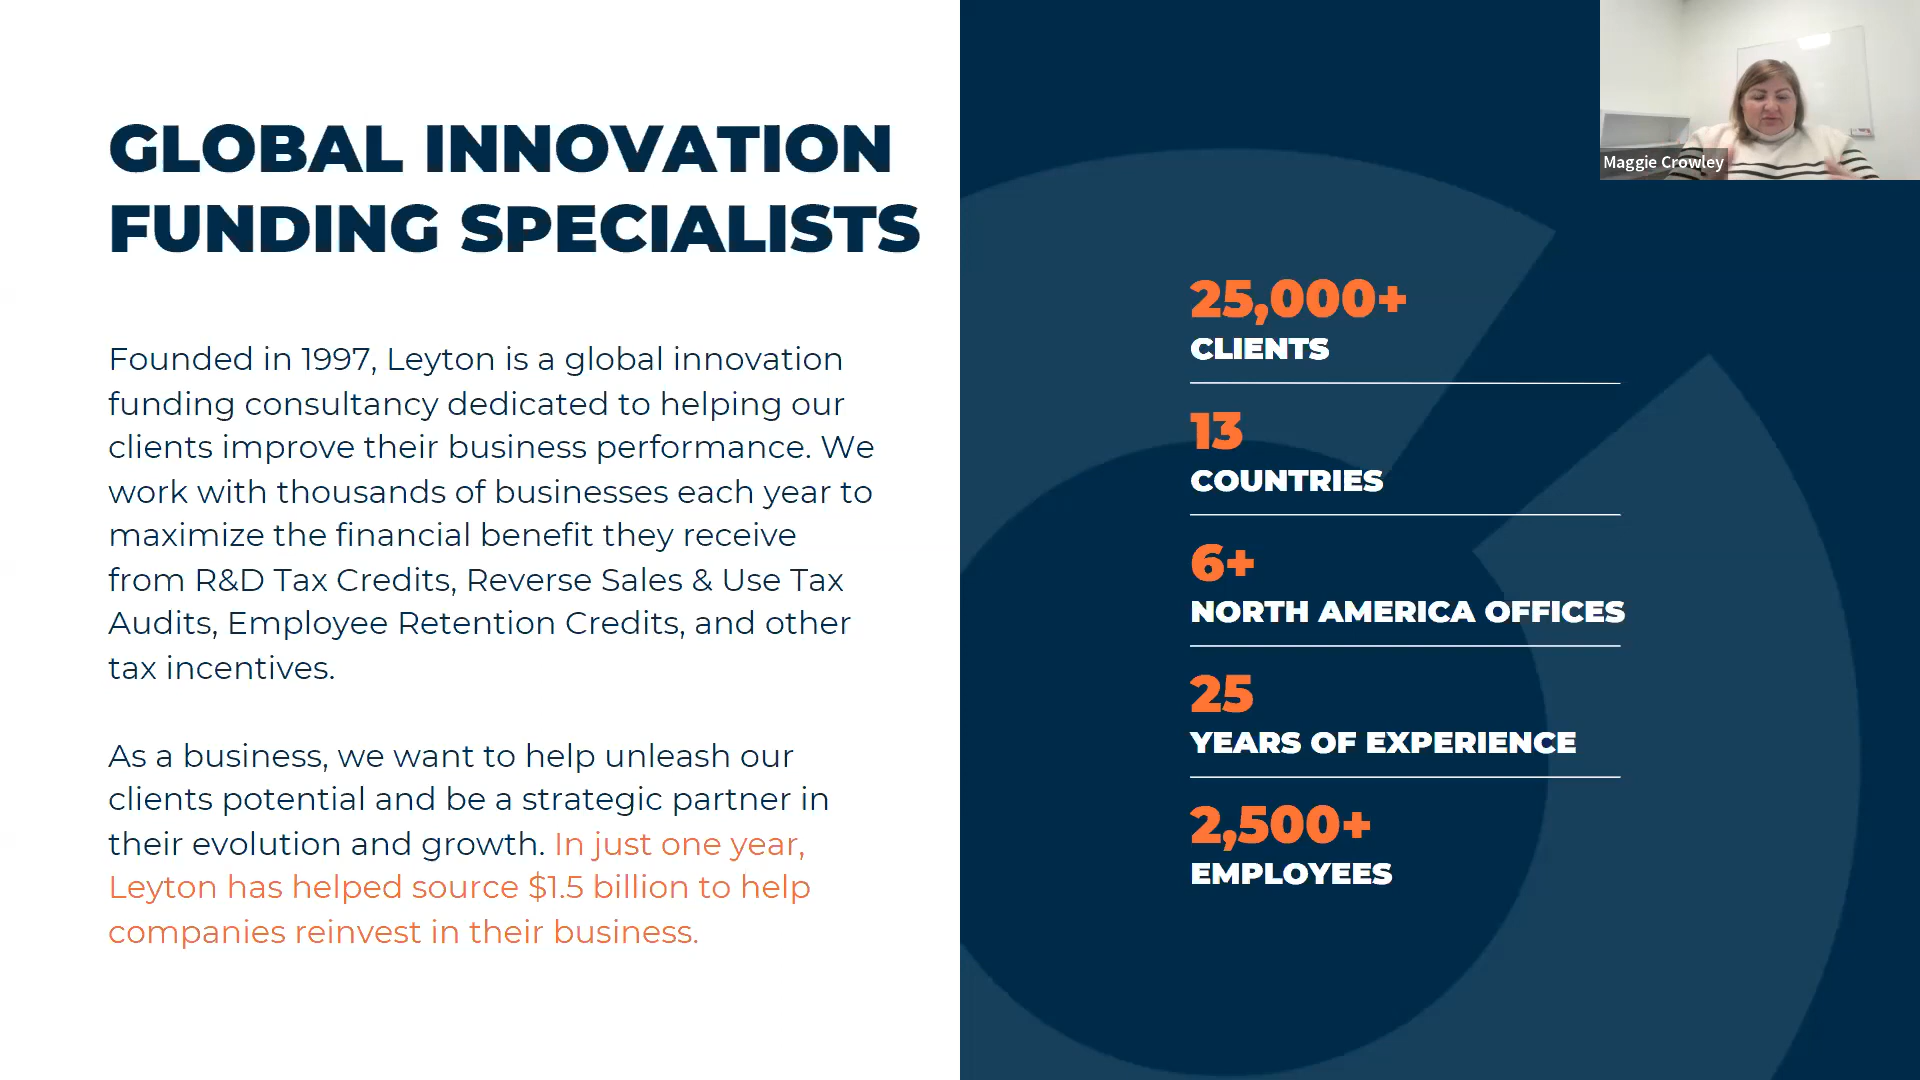 GLOBAL INNOVATION
FUNDING SPECIALISTS
Founded in 1997, Leyton is a global innovation
funding consultancy dedicated to helping our
clients improve their business performance. We
work with thousands of businesses each year to
maximize the financial benefit they receive
from R&D Tax Credits, Reverse Sales & Use Tax
Audits, Employee Retention Credits, and other
tax incentives.
As a business, we want to help unleash our
clients potential and be a strategic partner in
their evolution and growth. In just one year,
Leyton has helped source $1.5 billion to help
companies reinvest in their business.
25,000+
CLIENTS
13
COUNTRIES
6+
NORTH AMERICA OFFICES
25
YEARS OF EXPERIENCE
2,500+
EMPLOYEES
Maggie Crowley